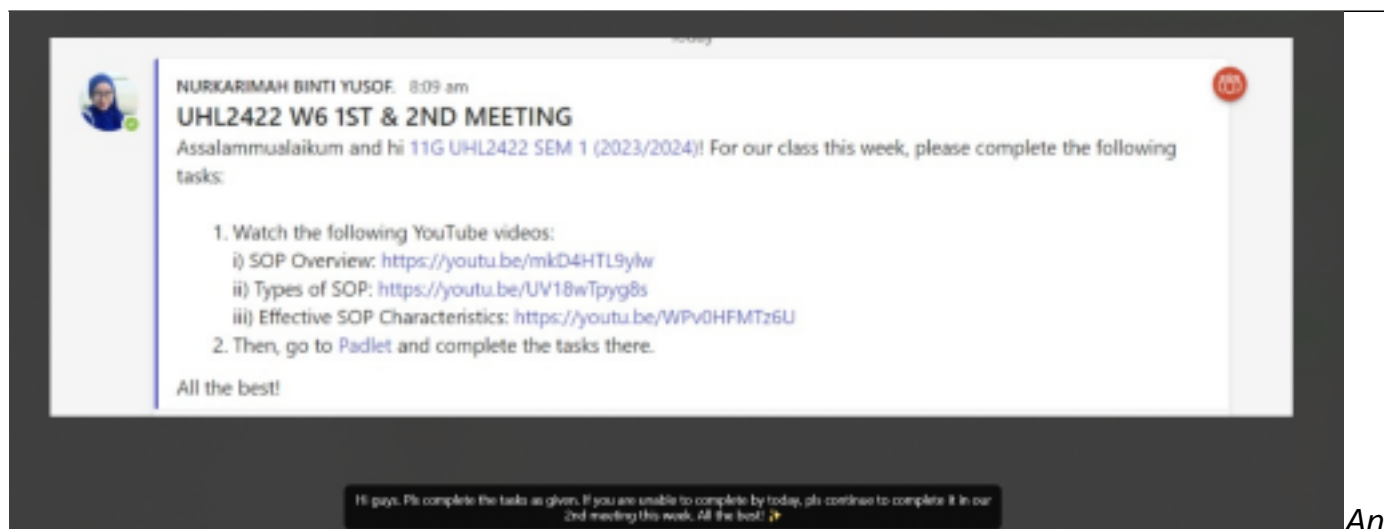 Today
NURKARIMAH BINTI YUSOF. 8:09 am
UHL2422 W6 1ST & 2ND MEETING
Assalammualaikum and hi 11G UHL2422 SEM 1 (2023/2024)! For our class this week, please complete the following
tasks:
1. Watch the following YouTube videos:
i) SOP Overview: https://youtu.be/mkD4HTL9ylw
ii) Types of SOP: https://youtu.be/UV18wTpyg8s
iii) Effective SOP Characteristics: https://youtu.be/WPv0HFMTz6U
2. Then, go to Padlet and complete the tasks there.
All the best!
Hi guys. Pls complete the tasks as given. If you are unable to complete by today, pls continue to complete it in our
2nd meeting this week. All the best! ✨
An